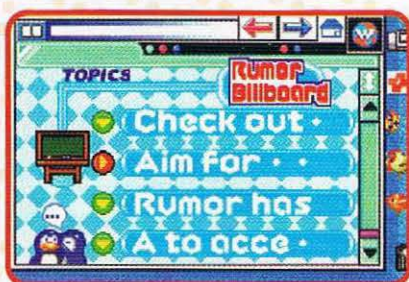 TOPICS
Rumor
Billboard
Check out ·
Aim for · ·
Rumor has
A to acce ·